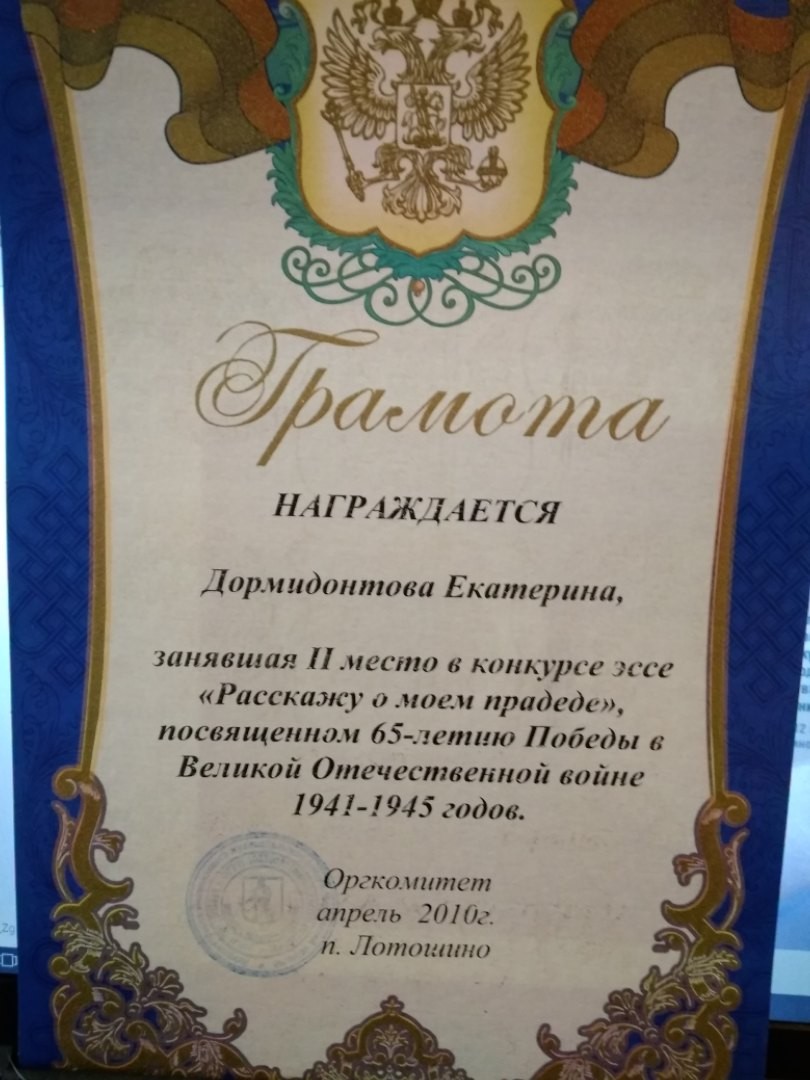 Грамота
НАГРАЖДАЕТСЯ
Дормидонтова Екатерина,
занявшая II место в конкурсе эссе
«Расскажу о моем прадеде»,
посвященном 65-летию Победы в
Великой Отечественной войне
1941-1945 годов.
Оргкомитет
апрель 2010г.
п. Лотошино